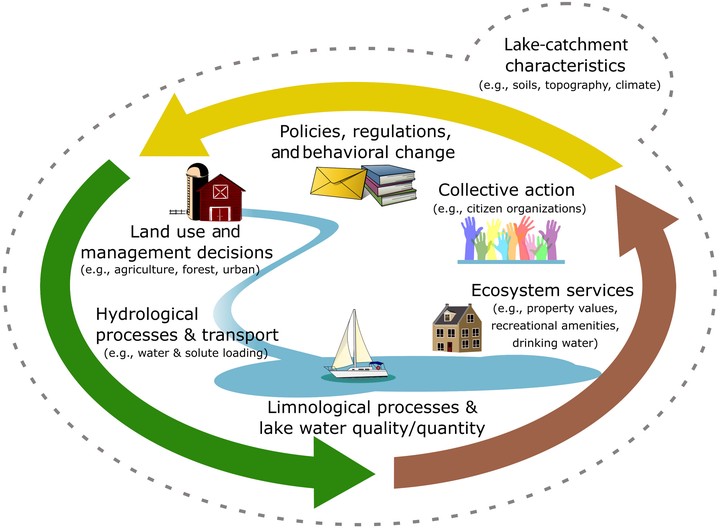 Lake-catchment
characteristics
(e.g., soils, topography, climate)
Policies, regulations,
and behavioral change
Collective action
(e.g., citizen organizations)
Land use and
management decisions
(e.g., agriculture, forest, urban)
Ecosystem services
(e.g., property values,
recreational amenities,
drinking water)
Hydrological
processes & transport
(e.g., water & solute loading)
Limnological processes &
lake water quality/quantity